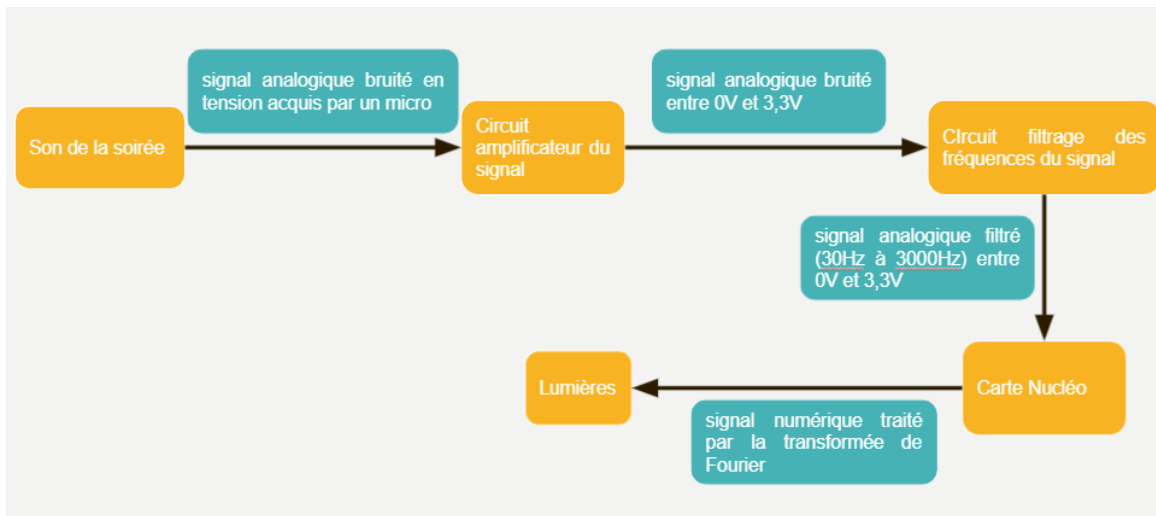 signal analogique bruité en
tension acquis par un micro
signal analogique bruité
entre 0V et 3,3V
Son de la soirée
Circuit
amplificateur du
signal
CIrcuit filtrage des
fréquences du signal
signal analogique filtré
(30Hz à 3000Hz) entre
0V et 3,3V
Lumières
Carte Nucléo
signal numérique traité
par la transformée de
Fourier